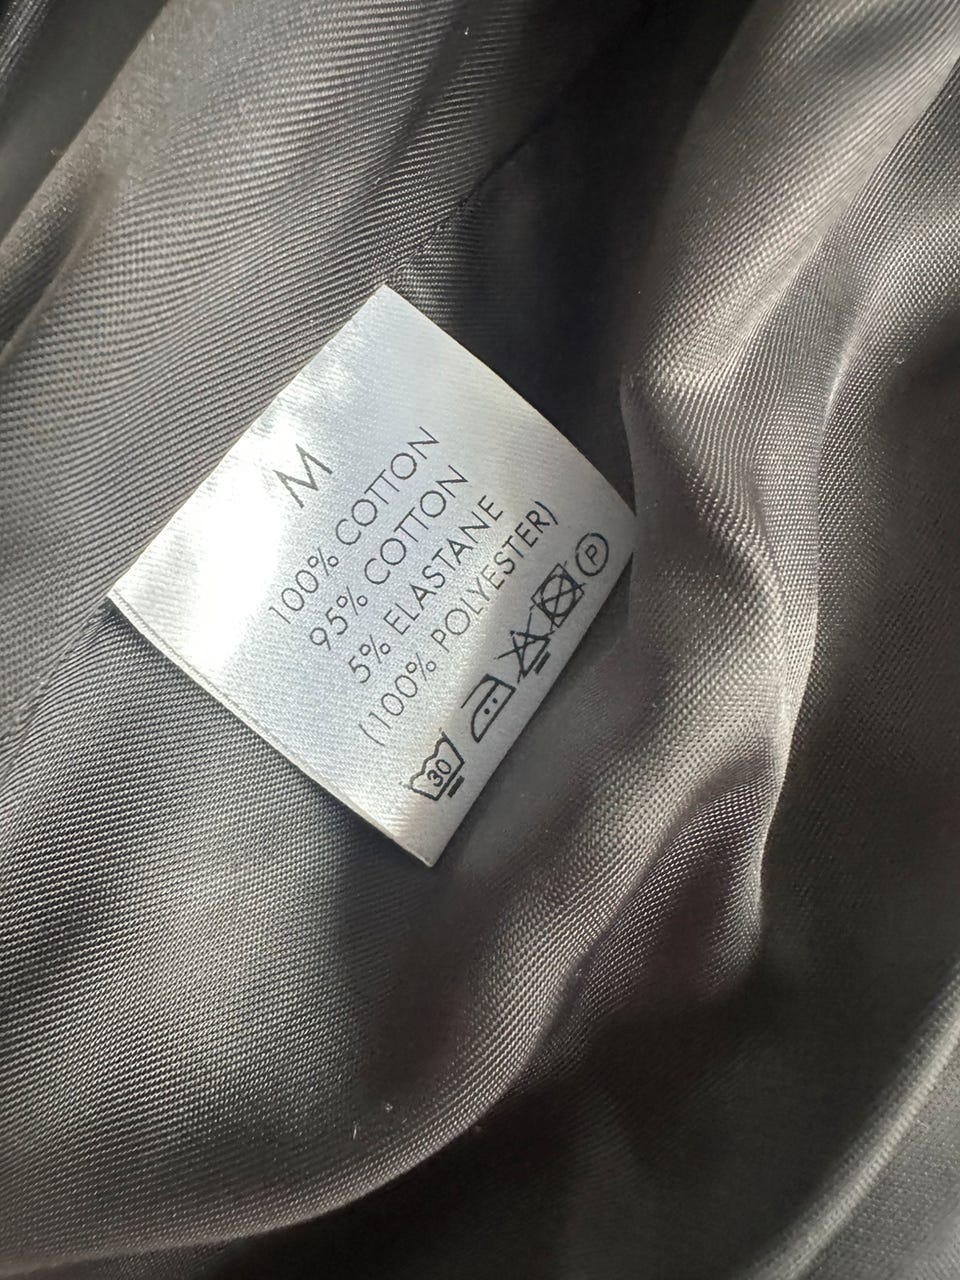 M
100% COTTON
95% COTTON
5% ELASTANE
(100% POLYESTER)
30
P